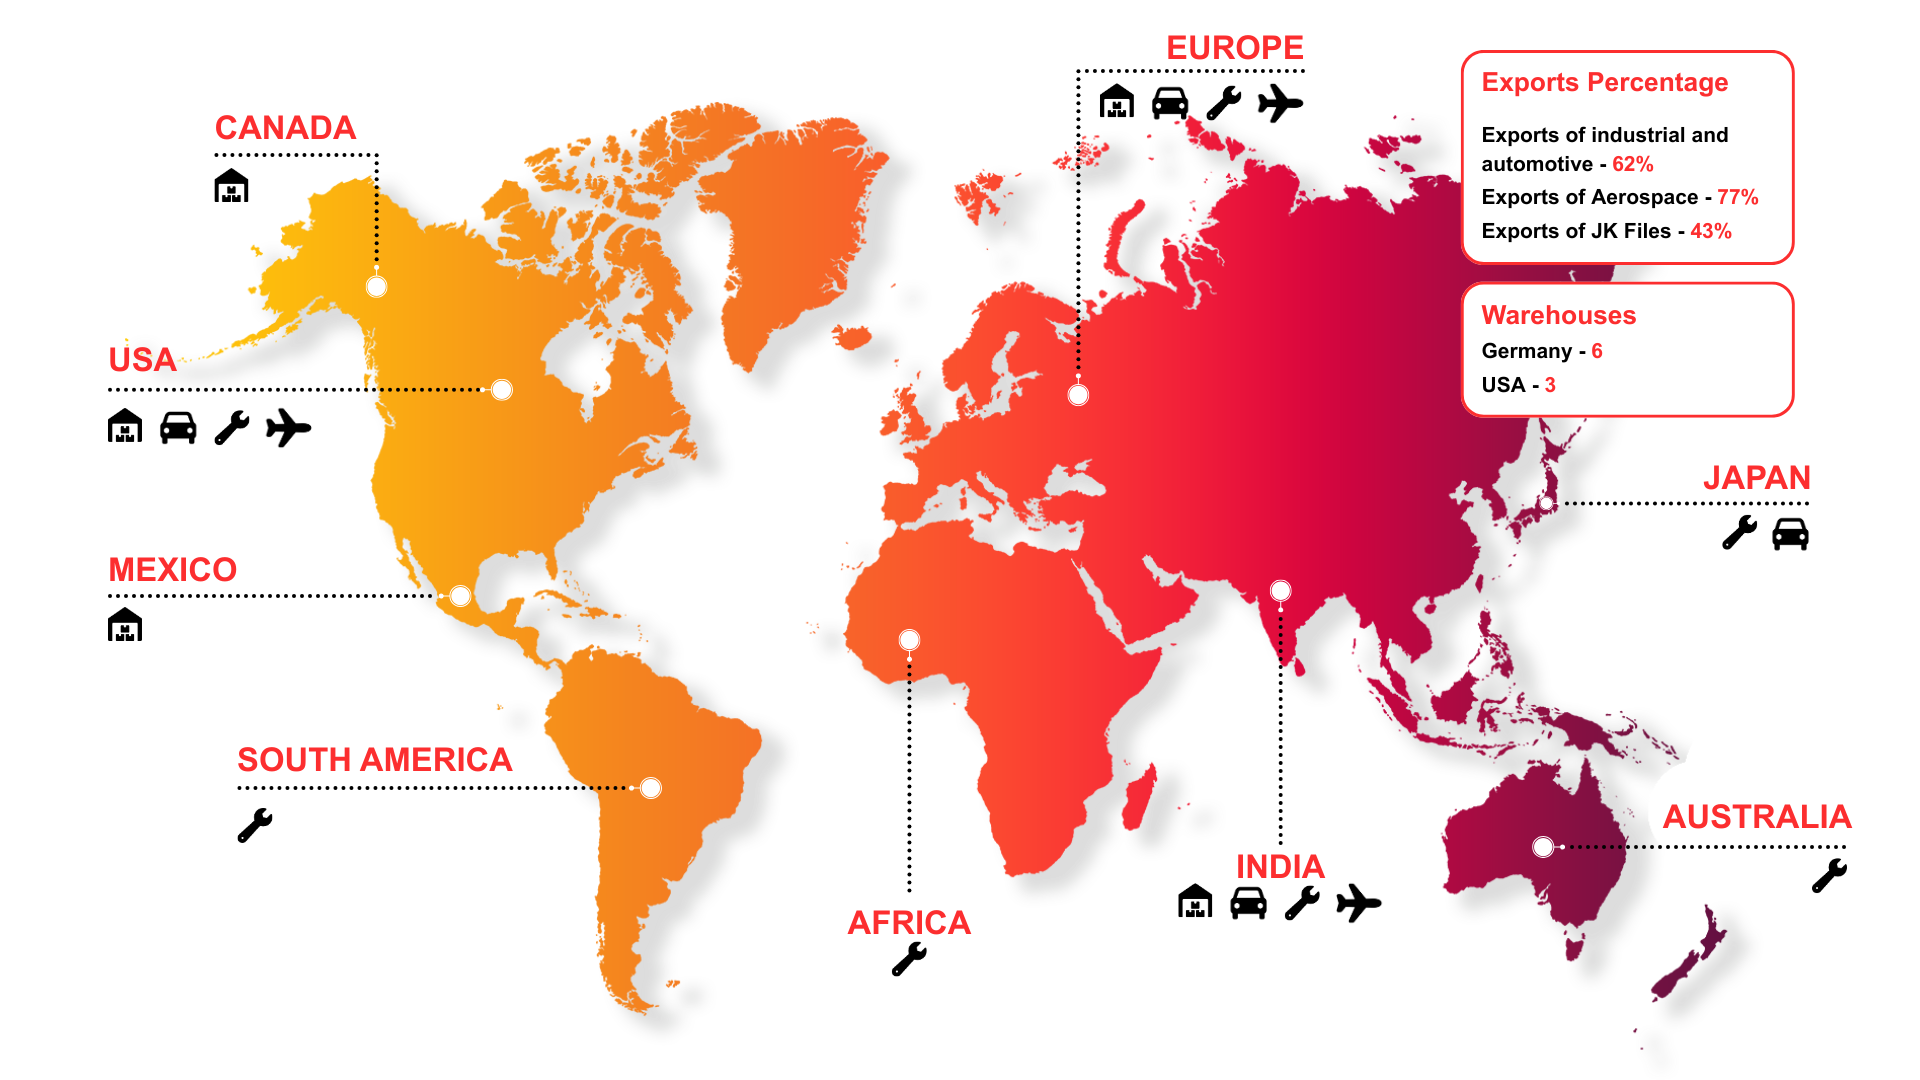 EUROPE
Exports Percentage
Exports of industrial and
automotive - 62%
Exports of Aerospace - 77%
Exports of JK Files - 43%
CANADA
Warehouses
Germany - 6
USA - 3
USA
JAPAN
MEXICO
SOUTH AMERICA
AUSTRALIA
INDIA
AFRICA